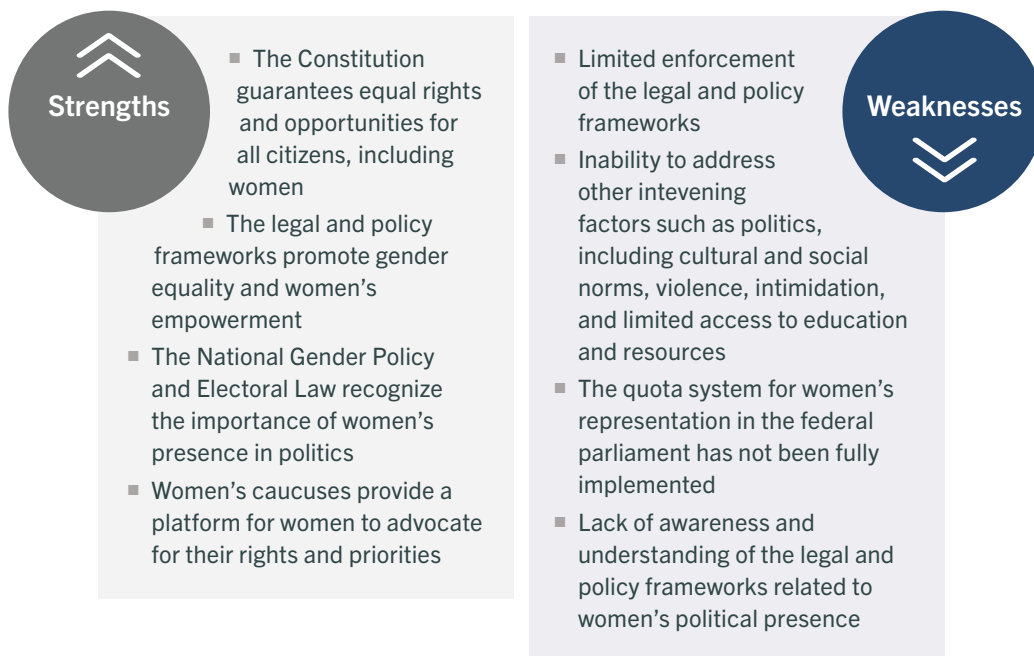 Strengths
■ The Constitution
guarantees equal rights
and opportunities for
all citizens, including
women
■ The legal and policy
frameworks promote gender
equality and women’s
empowerment
■ The National Gender Policy
and Electoral Law recognize
the importance of women’s
presence in politics
■ Women’s caucuses provide a
platform for women to advocate
for their rights and priorities
Weaknesses
■ Limited enforcement
of the legal and policy
frameworks
■ Inability to address
other intevening
factors such as politics,
including cultural and social
norms, violence, intimidation,
and limited access to education
and resources
■ The quota system for women’s
representation in the federal
parliament has not been fully
implemented
■ Lack of awareness and
understanding of the legal and
policy frameworks related to
women’s political presence